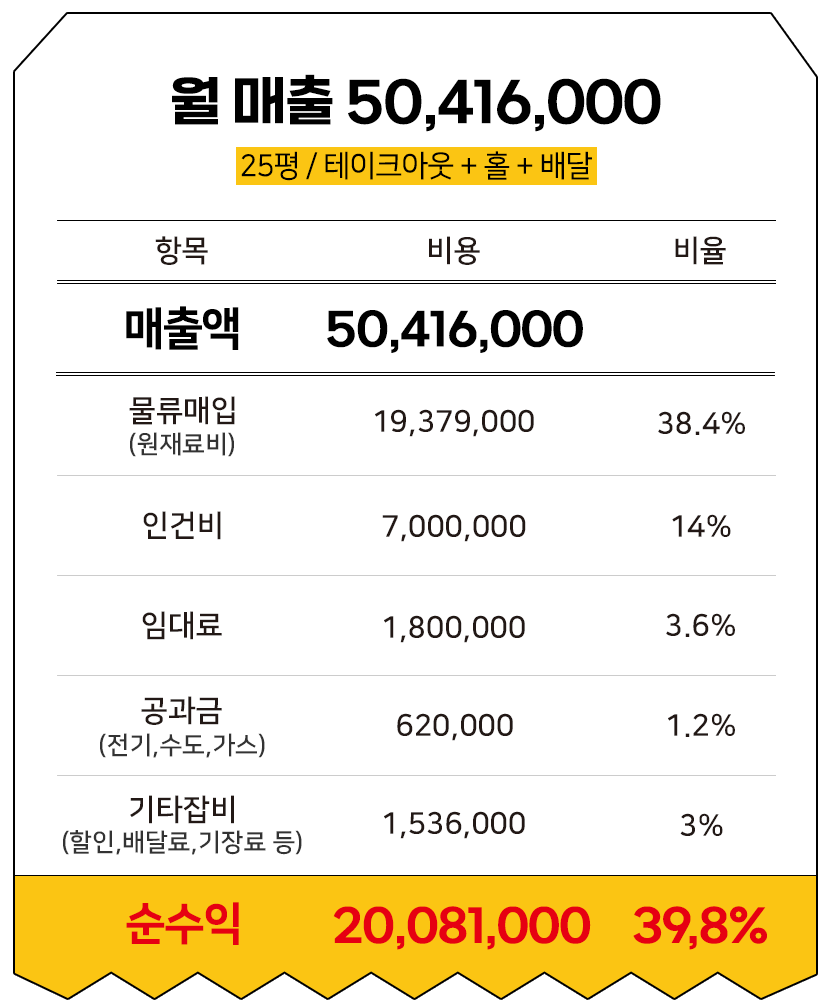 월 매출 50,416,000
25평 / 테이크아웃 + 홀 + 배달
항목 비용 비율
매출액 50,416,000
물류매입 19,379,000 38.4%
(원재료비)
인건비 7,000,000 14%
임대료 1,800,000 3.6%
공과금 620,000 1.2%
(전기,수도,가스)
기타잡비 1,536,000 3%
(할인,배달료,기장료 등)
순수익 20,081,000 39,8%